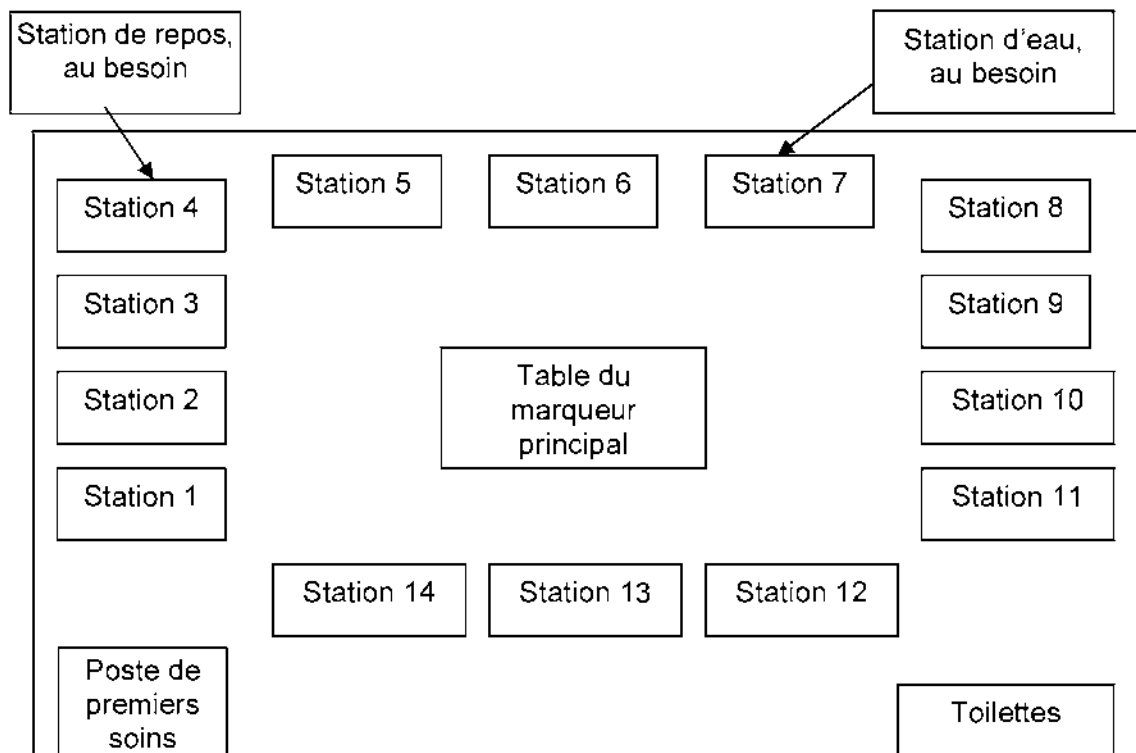 Station de repos,
au besoin
Station d'eau,
au besoin
Station 5
Station 6
Station 7
Station 4
Station 8
Station 3
Station 9
Table du
marqueur
principal
Station 2
Station 10
Station 1
Station 11
Station 14
Station 13
Station 12
Poste de
premiers
soins
Toilettes